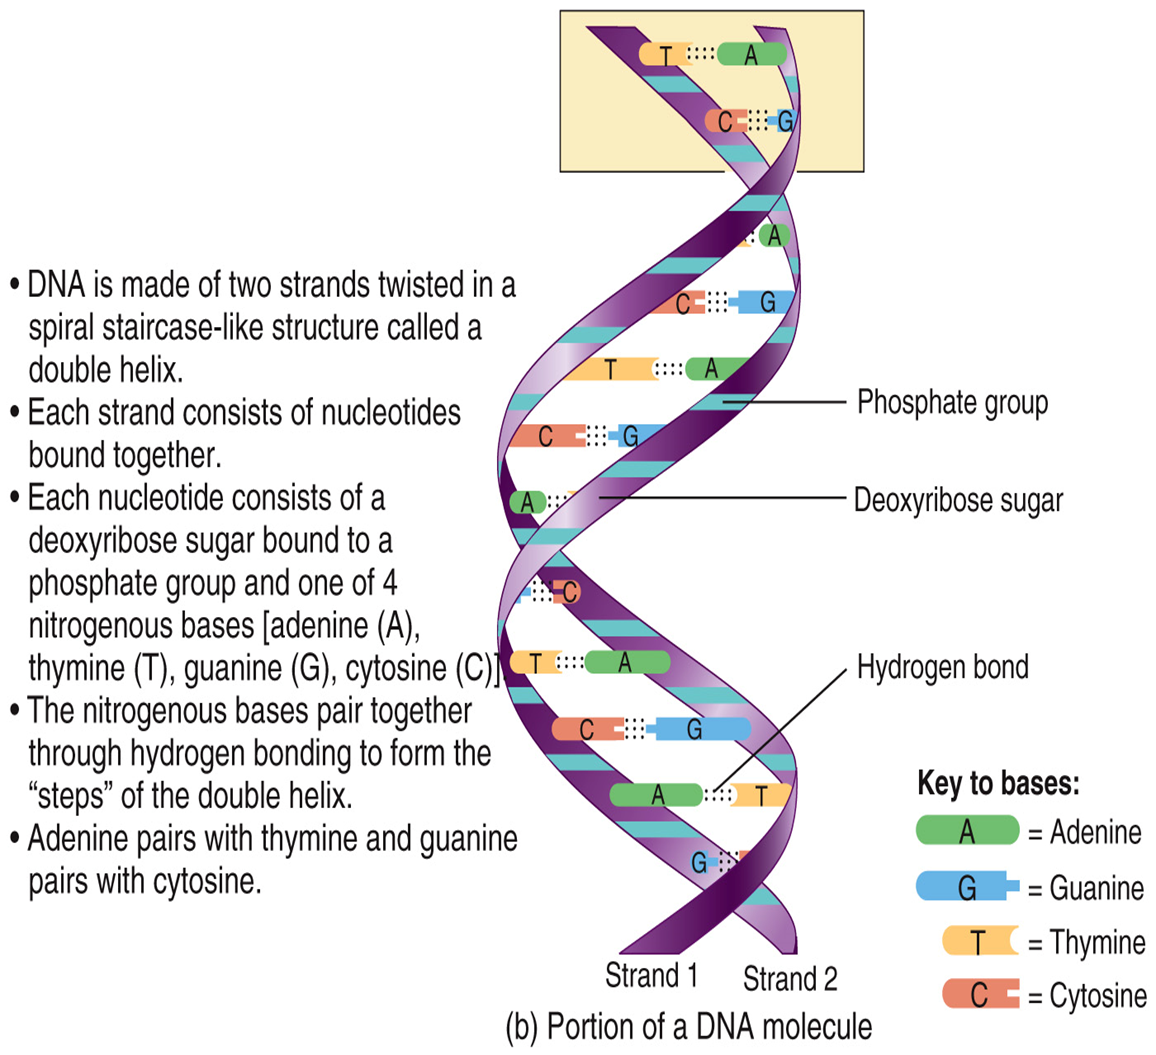 T A
C G
A
C G
T A
C G
A
C
T A
C G
A T
G
• DNA is made of two strands twisted in a
spiral staircase-like structure called a
double helix.
• Each strand consists of nucleotides
bound together.
• Each nucleotide consists of a
deoxyribose sugar bound to a
phosphate group and one of 4
nitrogenous bases [adenine (A),
thymine (T), guanine (G), cytosine (C)].
• The nitrogenous bases pair together
through hydrogen bonding to form the
“steps” of the double helix.
• Adenine pairs with thymine and guanine
pairs with cytosine.
Phosphate group
Deoxyribose sugar
Hydrogen bond
Key to bases:
A = Adenine
G = Guanine
T = Thymine
C = Cytosine
Strand 1 Strand 2
(b) Portion of a DNA molecule